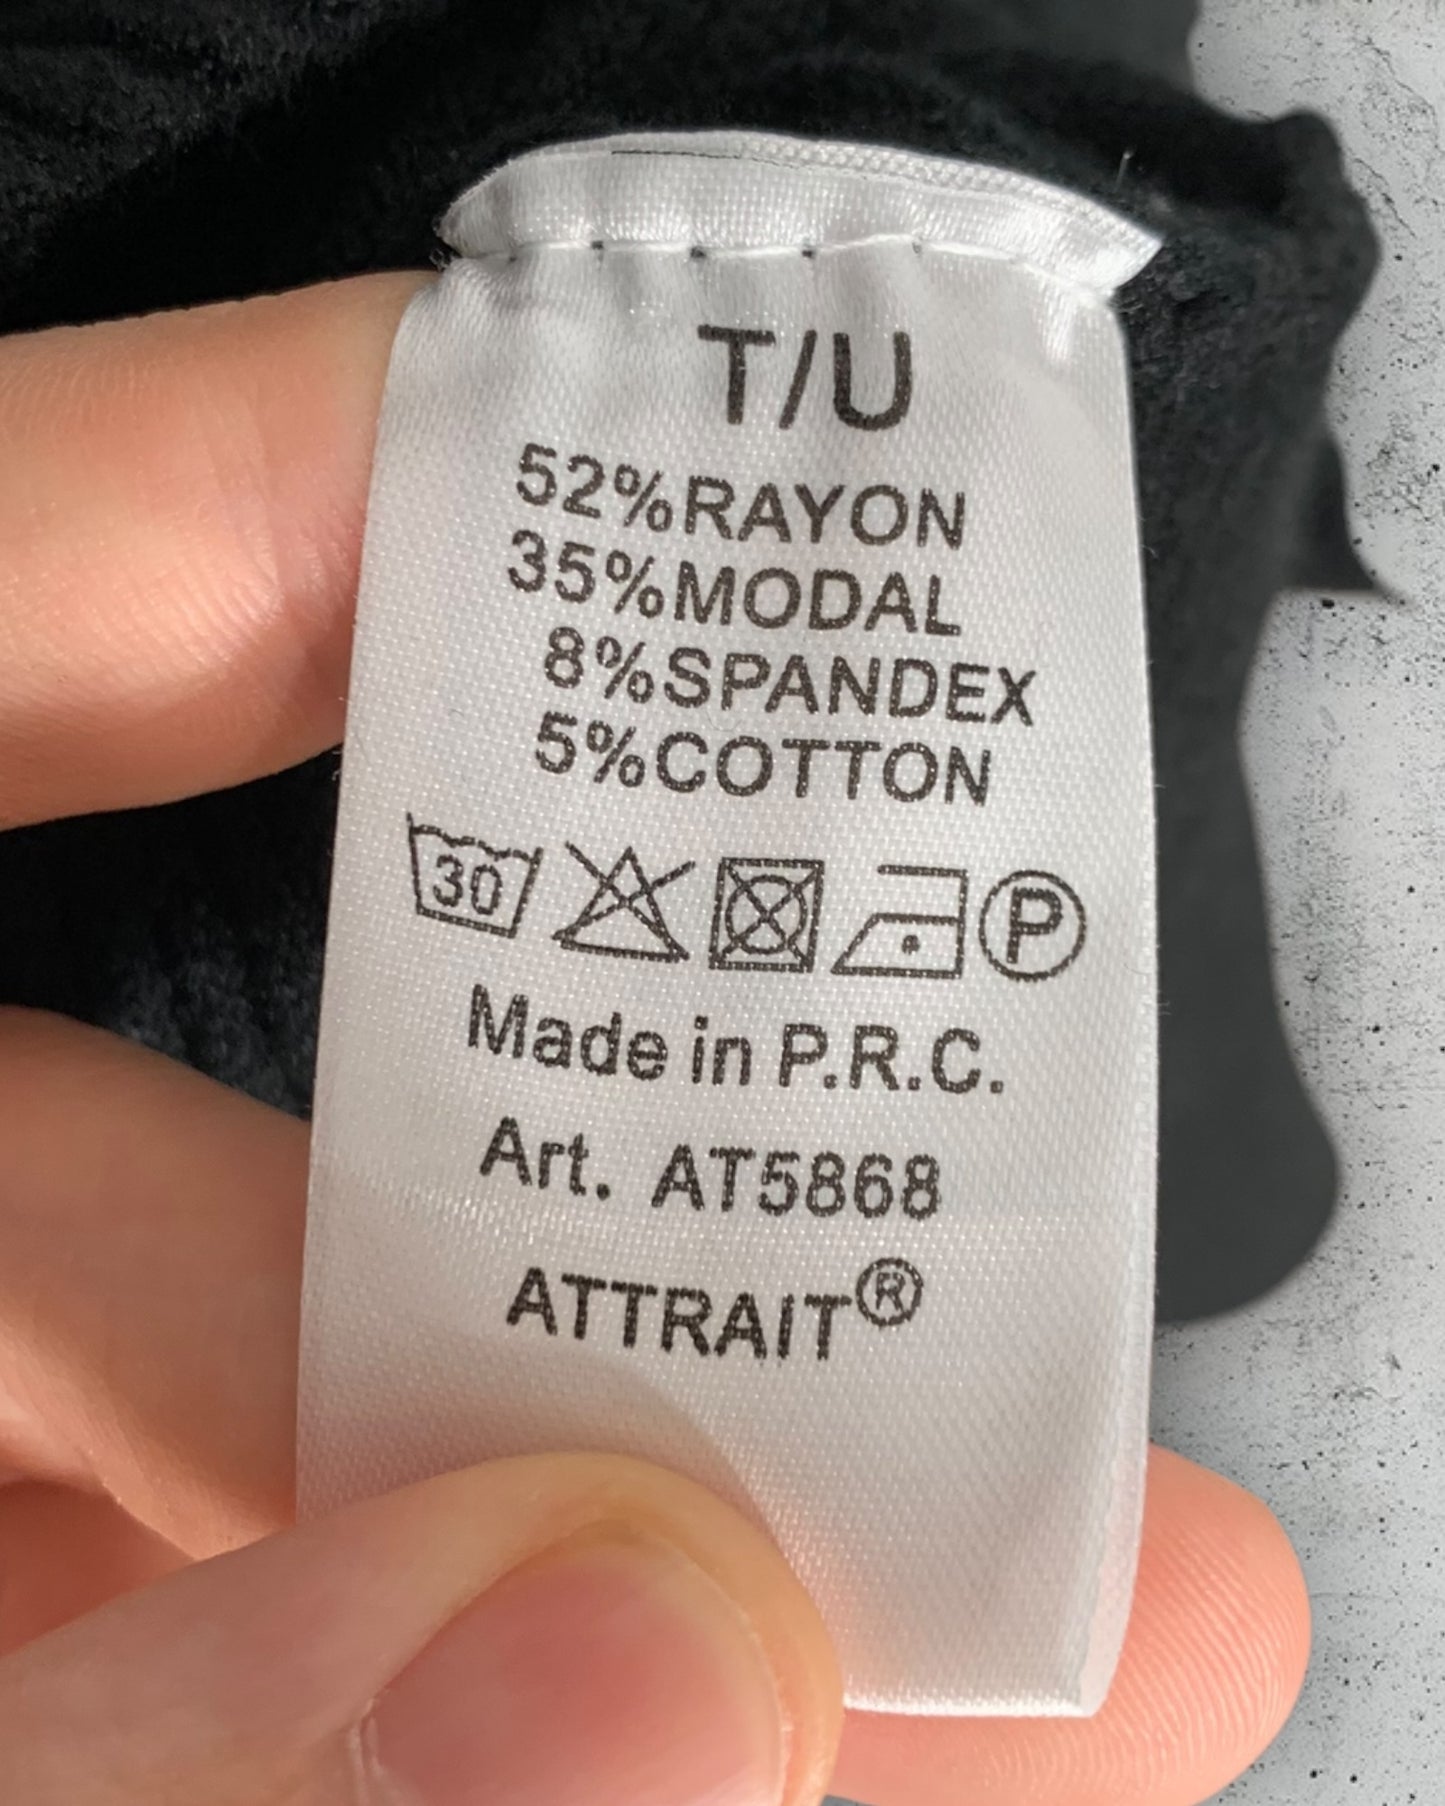 T/U
52%RAYON
35%MODAL
8%SPANDEX
5%COTTON
30 P
Made in P.R.C.
Art. AT5868
ATTRAIT®